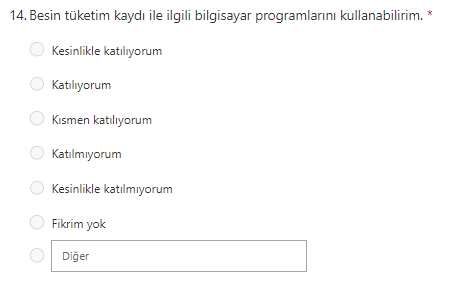 14. Besin tüketim kaydı ile ilgili bilgisayar programlarını kullanabilirim. *
Kesinlikle katılıyorum
Katılıyorum
Kısmen katılıyorum
Katılmıyorum
Kesinlikle katılmıyorum
Fikrim yok
Diğer